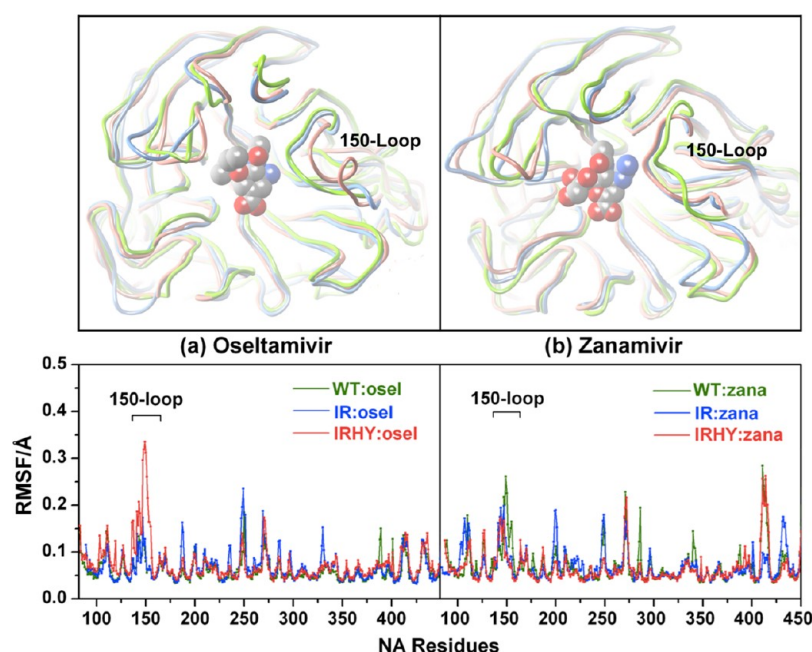 150-Loop
150-Loop
(a) Oseltamivir
(b) Zanamivir
RMSF/Å
0.5
0.4
0.3
0.2
0.1
0.0
150-loop
WT:osel
IR:osel
IRHY:osel
150-loop
WT:zana
IR:zana
IRHY:zana
100 150 200 250 300 350 400
100 150 200 250 300 350 400 450
NA Residues